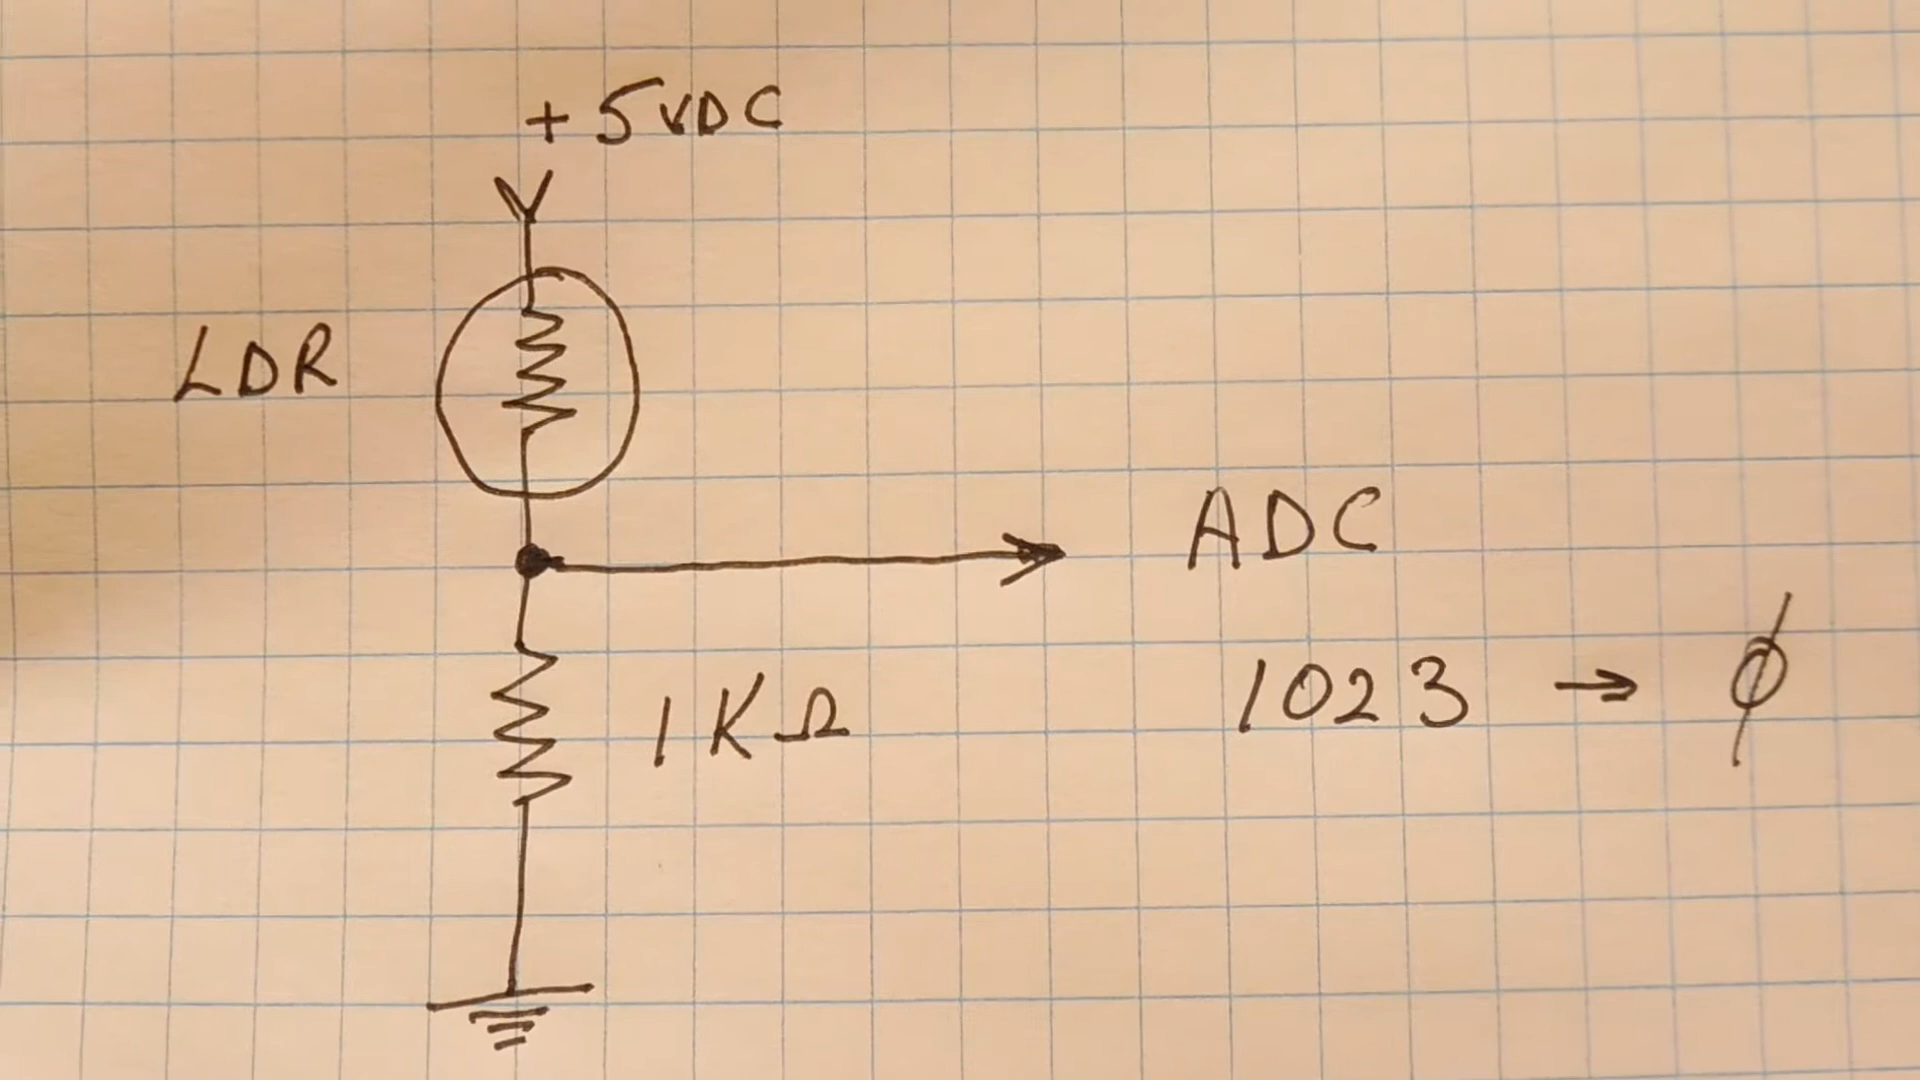 +5VDC
LDR
ADC
1KΩ
1023 → ϕ